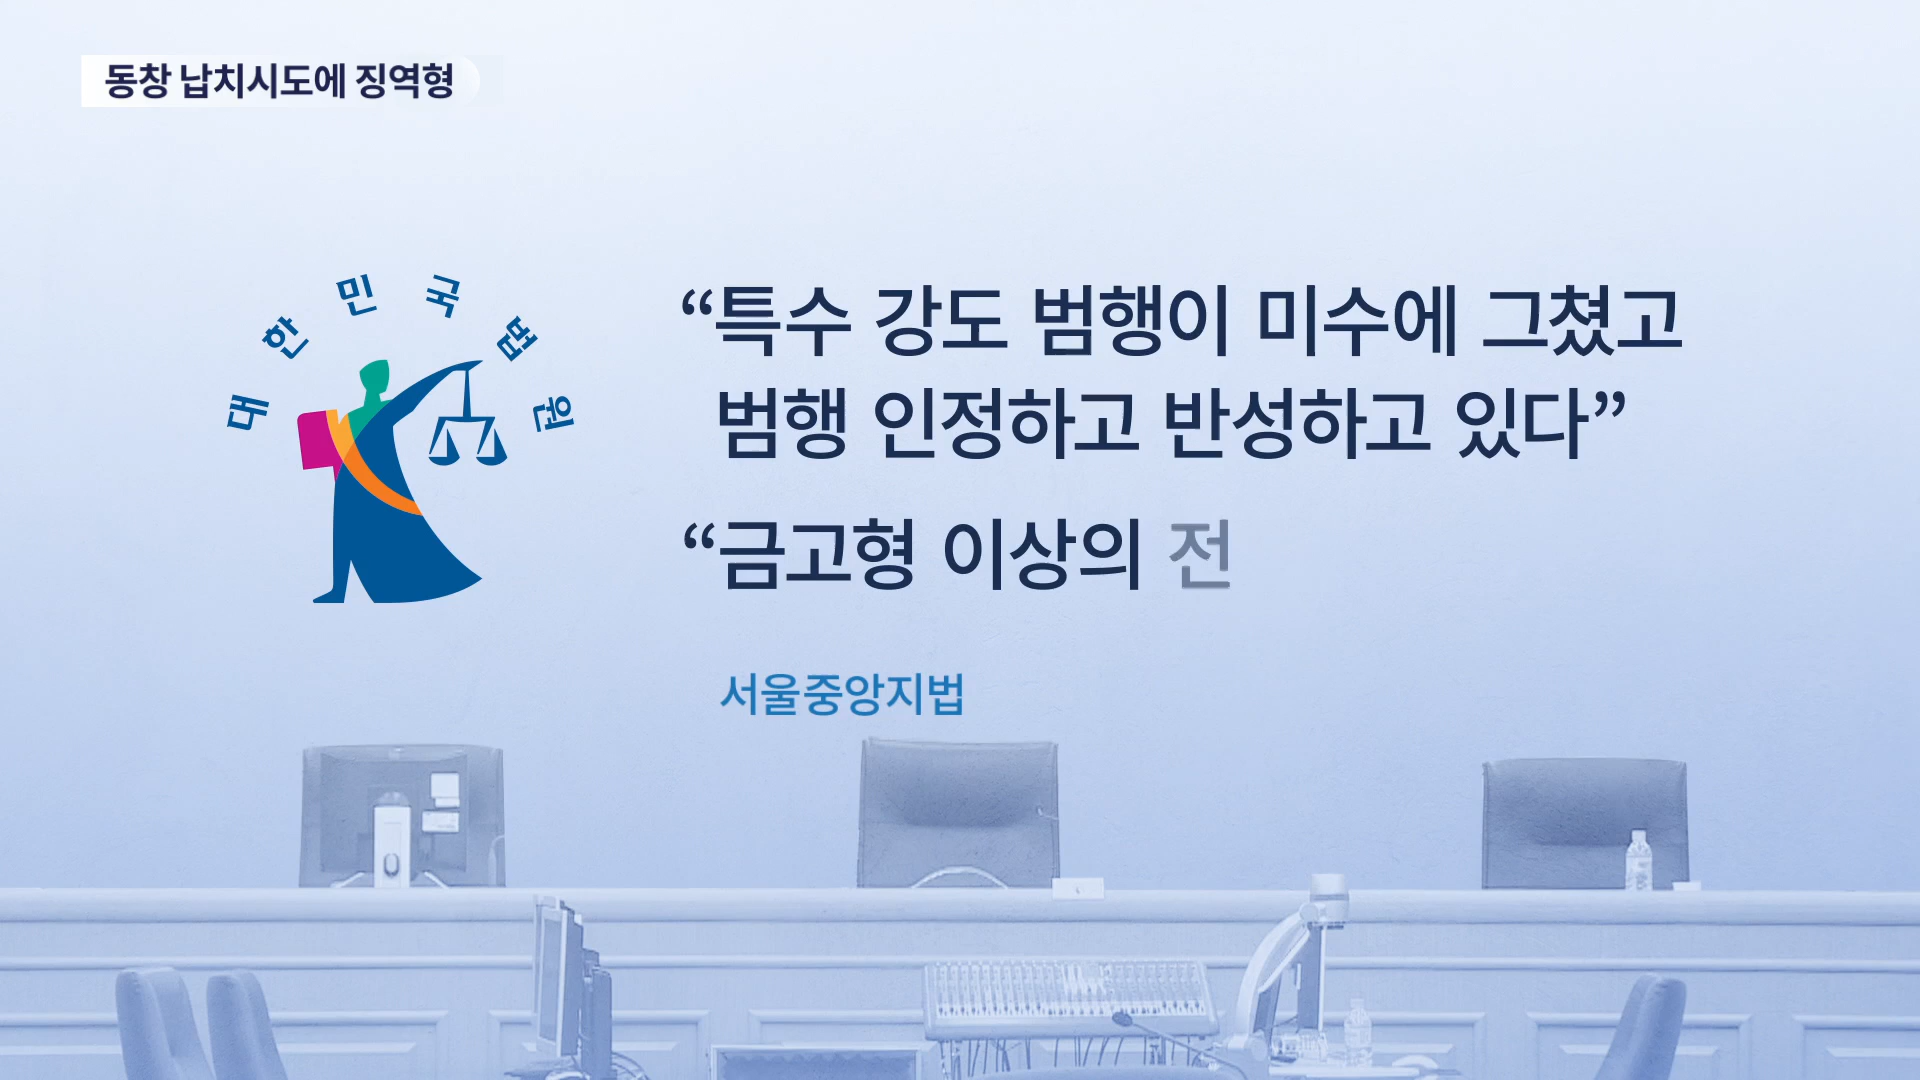 동창 납치시도에 징역형
대한민국법원
“특수 강도 범행이 미수에 그쳤고
범행 인정하고 반성하고 있다”
“금고형 이상의 전
서울중앙지법